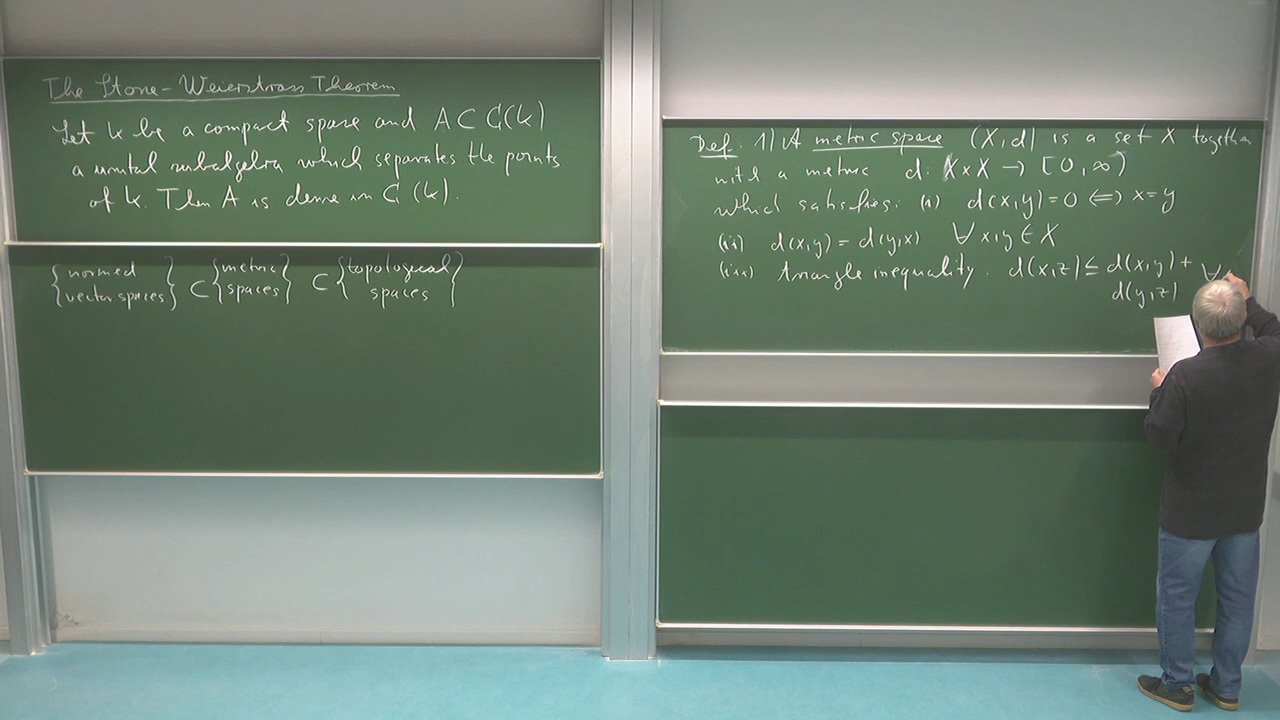 The Stone-Weierstrass Theorem
Let K be a compact space and A ⊂ C(K)
a unital subalgebra which separates the points
of K. Then A is dense in C(K).
{normed vector spaces} ⊂ {metric spaces} ⊂ {topological spaces}
Def. 1) A metric space (X,d) is a set X together
with a metric d: X×X → [0,∞)
which satisfies: (i) d(x,y)=0 ⟺ x=y
(ii) d(x,y) = d(y,x) ∀ x,y ∈ X
(iii) triangle inequality. d(x,z) ≤ d(x,y) + ∀
d(y,z)